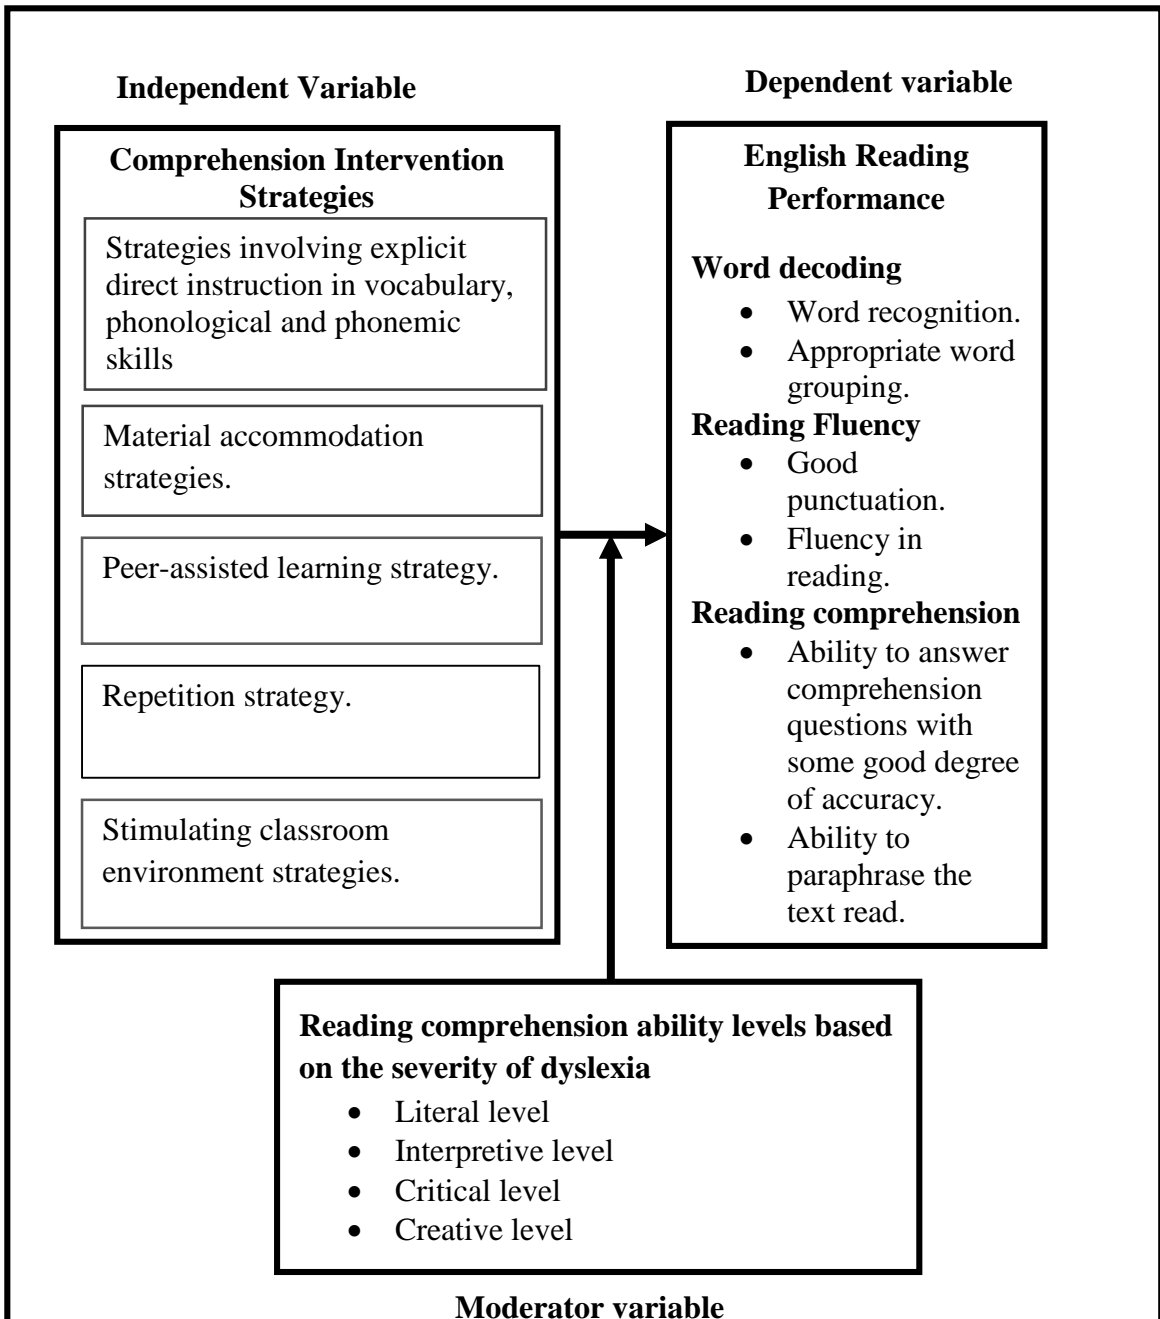 Independent Variable
Comprehension Intervention
Strategies
Strategies involving explicit
direct instruction in vocabulary,
phonological and phonemic
skills
Material accommodation
strategies.
Peer-assisted learning strategy.
Repetition strategy.
Stimulating classroom
environment strategies.
Dependent variable
English Reading
Performance
Word decoding
• Word recognition.
• Appropriate word
grouping.
Reading Fluency
• Good
punctuation.
• Fluency in
reading.
Reading comprehension
• Ability to answer
comprehension
questions with
some good degree
of accuracy.
• Ability to
paraphrase the
text read.
Reading comprehension ability levels based
on the severity of dyslexia
• Literal level
• Interpretive level
• Critical level
• Creative level
Moderator variable